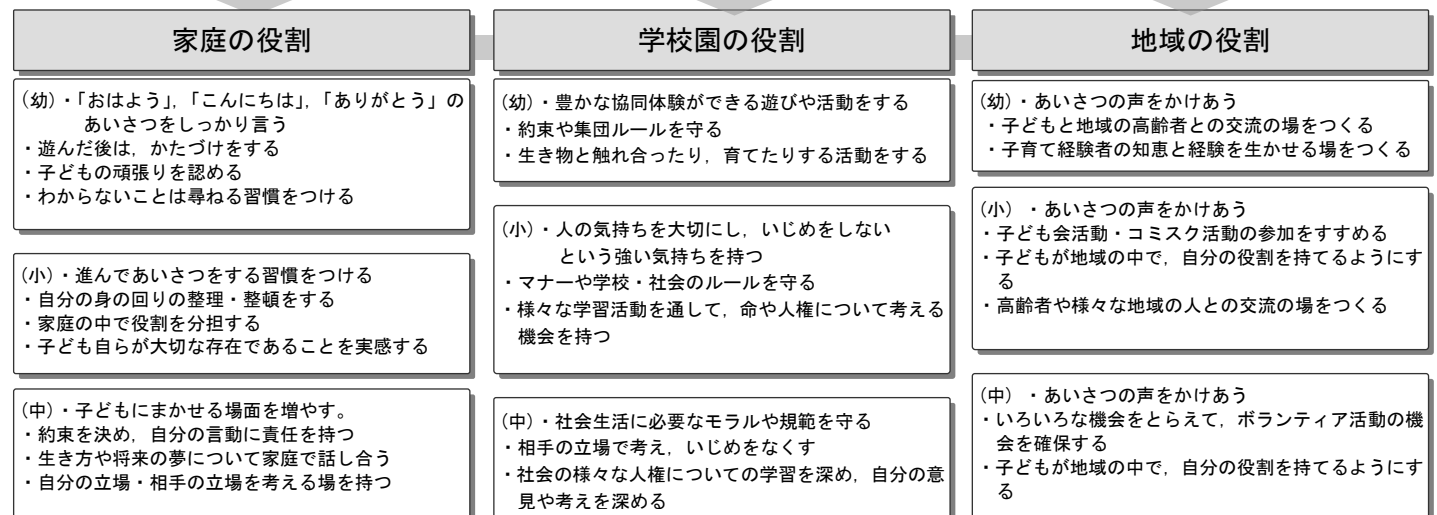 家庭の役割
(幼)・「おはよう」，「こんにちは」，「ありがとう」の
あいさつをしっかり言う
・遊んだ後は，かたづけをする
・子どもの頑張りを認める
・わからないことは尋ねる習慣をつける
(小)・進んであいさつをする習慣をつける
・自分の身の回りの整理・整頓をする
・家庭の中で役割を分担する
・子ども自らが大切な存在であることを実感する
(中)・子どもにまかせる場面を増やす。
・約束を決め，自分の言動に責任を持つ
・生き方や将来の夢について家庭で話し合う
・自分の立場・相手の立場を考える場を持つ
学校園の役割
(幼)・豊かな協同体験ができる遊びや活動をする
・約束や集団ルールを守る
・生き物と触れ合ったり，育てたりする活動をする
(小)・人の気持ちを大切にし，いじめをしない
という強い気持ちを持つ
・マナーや学校・社会のルールを守る
・様々な学習活動を通して，命や人権について考える
機会を持つ
(中)・社会生活に必要なモラルや規範を守る
・相手の立場で考え，いじめをなくす
・社会の様々な人権についての学習を深め，自分の意
見や考えを深める
地域の役割
(幼)・あいさつの声をかけあう
・子どもと地域の高齢者との交流の場をつくる
・子育て経験者の知恵と経験を生かせる場をつくる
(小）・あいさつの声をかけあう
・子ども会活動・コミスク活動の参加をすすめる
・子どもが地域の中で，自分の役割を持てるようにす
る
・高齢者や様々な地域の人との交流の場をつくる
(中）・あいさつの声をかけあう
・いろいろな機会をとらえて，ボランティア活動の機
会を確保する
・子どもが地域の中で，自分の役割を持てるようにす
る